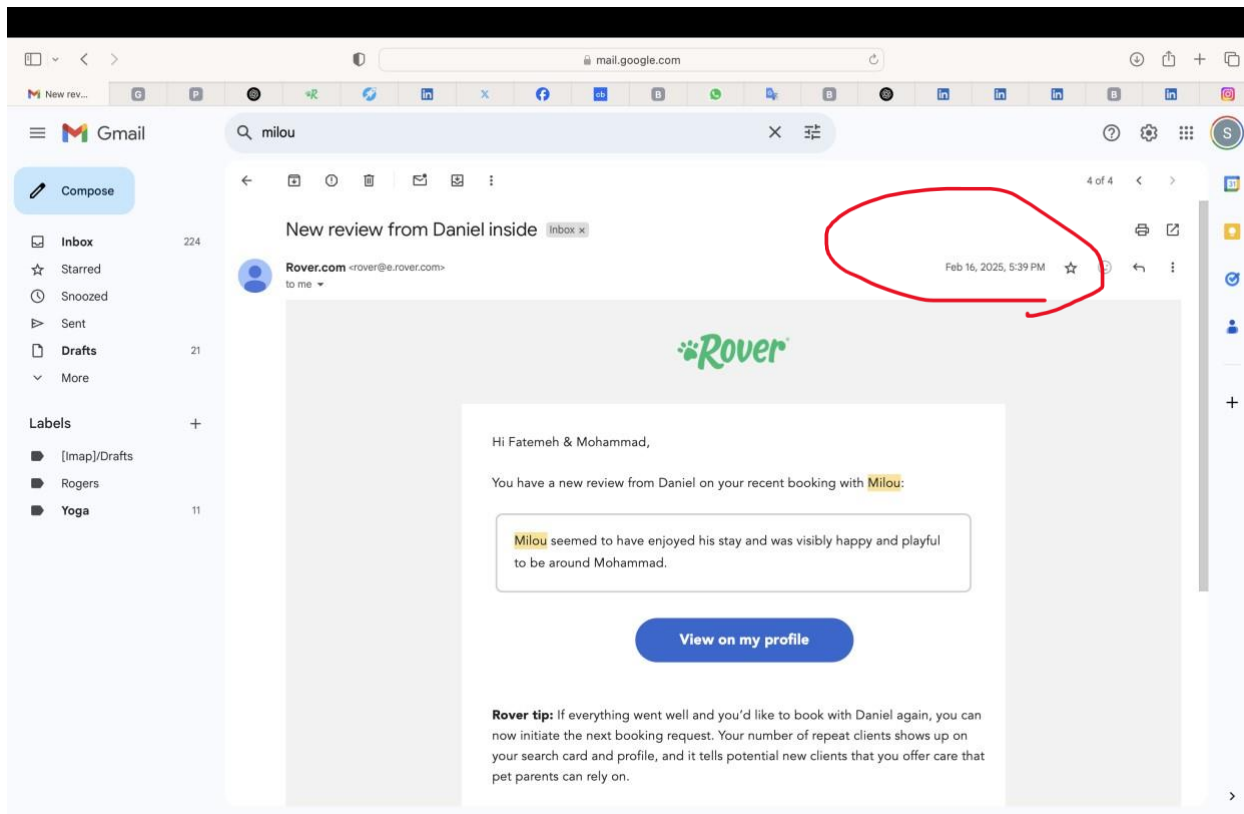 mail.google.com
New rev...
Gmail
milou
Compose
4 of 4
New review from Daniel inside Inbox x
Inbox 224
Starred
Snoozed
Sent
Drafts 21
More
Labels
[Imap]/Drafts
Rogers
Yoga 11
Rover.com <rover@e.rover.com>
Feb 16, 2025, 5:39 PM
to me
Rover
Hi Fatemeh & Mohammad,
You have a new review from Daniel on your recent booking with Milou:
Milou seemed to have enjoyed his stay and was visibly happy and playful
to be around Mohammad.
View on my profile
Rover tip: If everything went well and you’d like to book with Daniel again, you can
now initiate the next booking request. Your number of repeat clients shows up on
your search card and profile, and it tells potential new clients that you offer care that
pet parents can rely on.